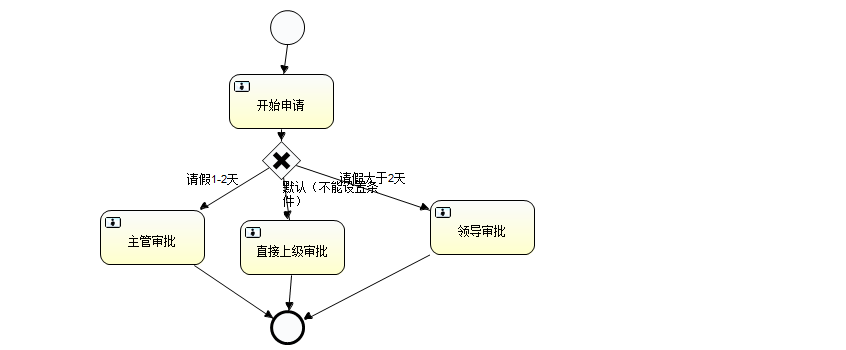 开始申请
请假1-2天
请假大于2天
默认（不能设置条
件）
主管审批
直接上级审批
领导审批